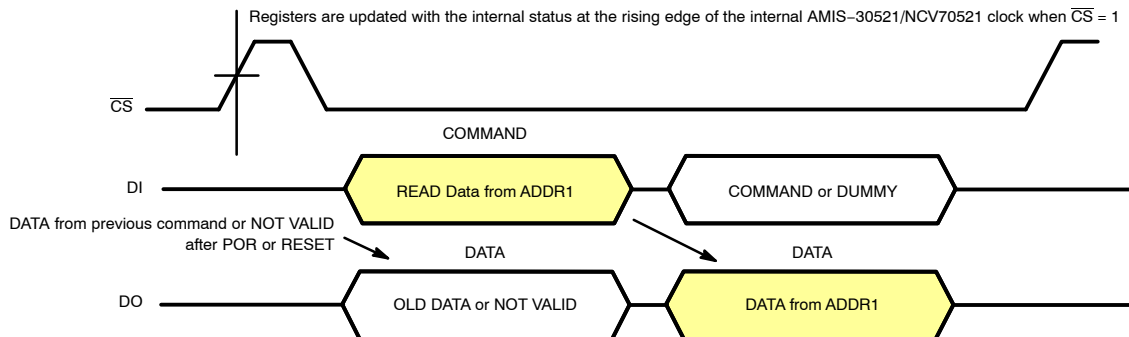 Registers are updated with the internal status at the rising edge of the internal AMIS−30521/NCV70521 clock when C̅S̅ = 1
C̅S̅
COMMAND
DI
READ Data from ADDR1
COMMAND or DUMMY
DATA from previous command or NOT VALID
after POR or RESET
DATA
DATA
DO
OLD DATA or NOT VALID
DATA from ADDR1